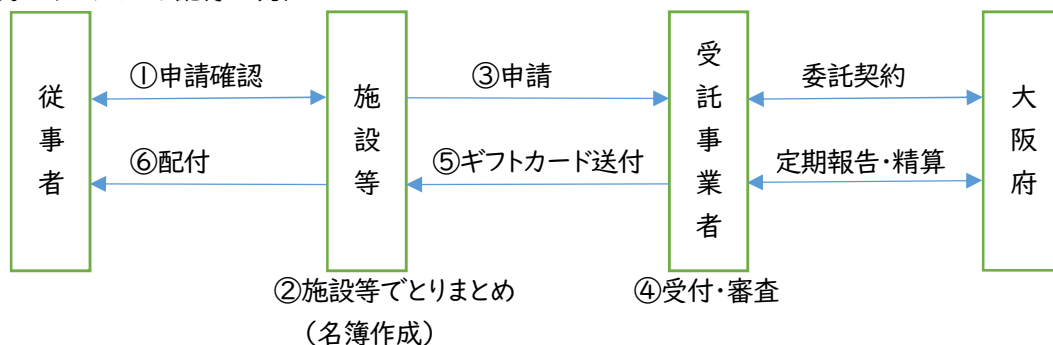 従事者
①申請確認
⑥配付
施設等
③申請
⑤ギフトカード送付
受託事業者
委託契約
定期報告・精算
大阪府
②施設等でとりまとめ
（名簿作成）
④受付・審査